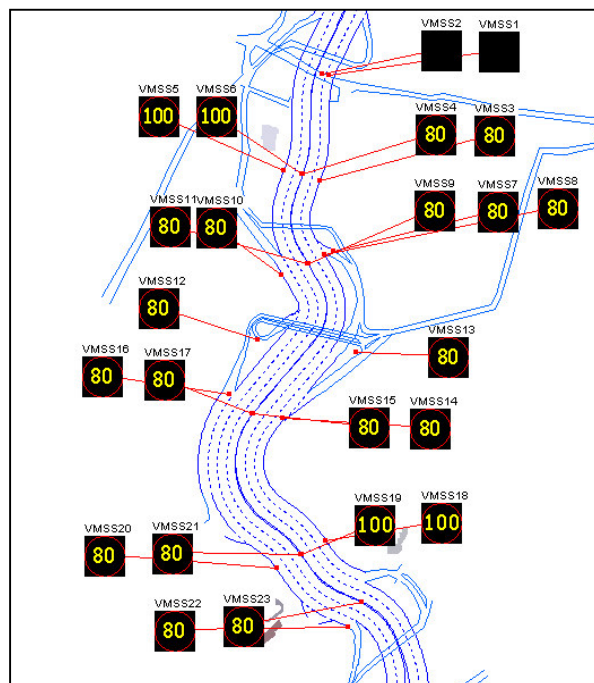 VMSS2 VMSS1
VMSS5 VMSS6
100 100
VMSS4 VMSS3
80 80
VMSS9 VMSS7 VMSS8
80 80 80
VMSS11 VMSS10
80 80
VMSS12
80
VMSS13
80
VMSS16 VMSS17
80 80
VMSS15 VMSS14
80 80
VMSS19 VMSS18
100 100
VMSS20 VMSS21
80 80
VMSS22 VMSS23
80 80